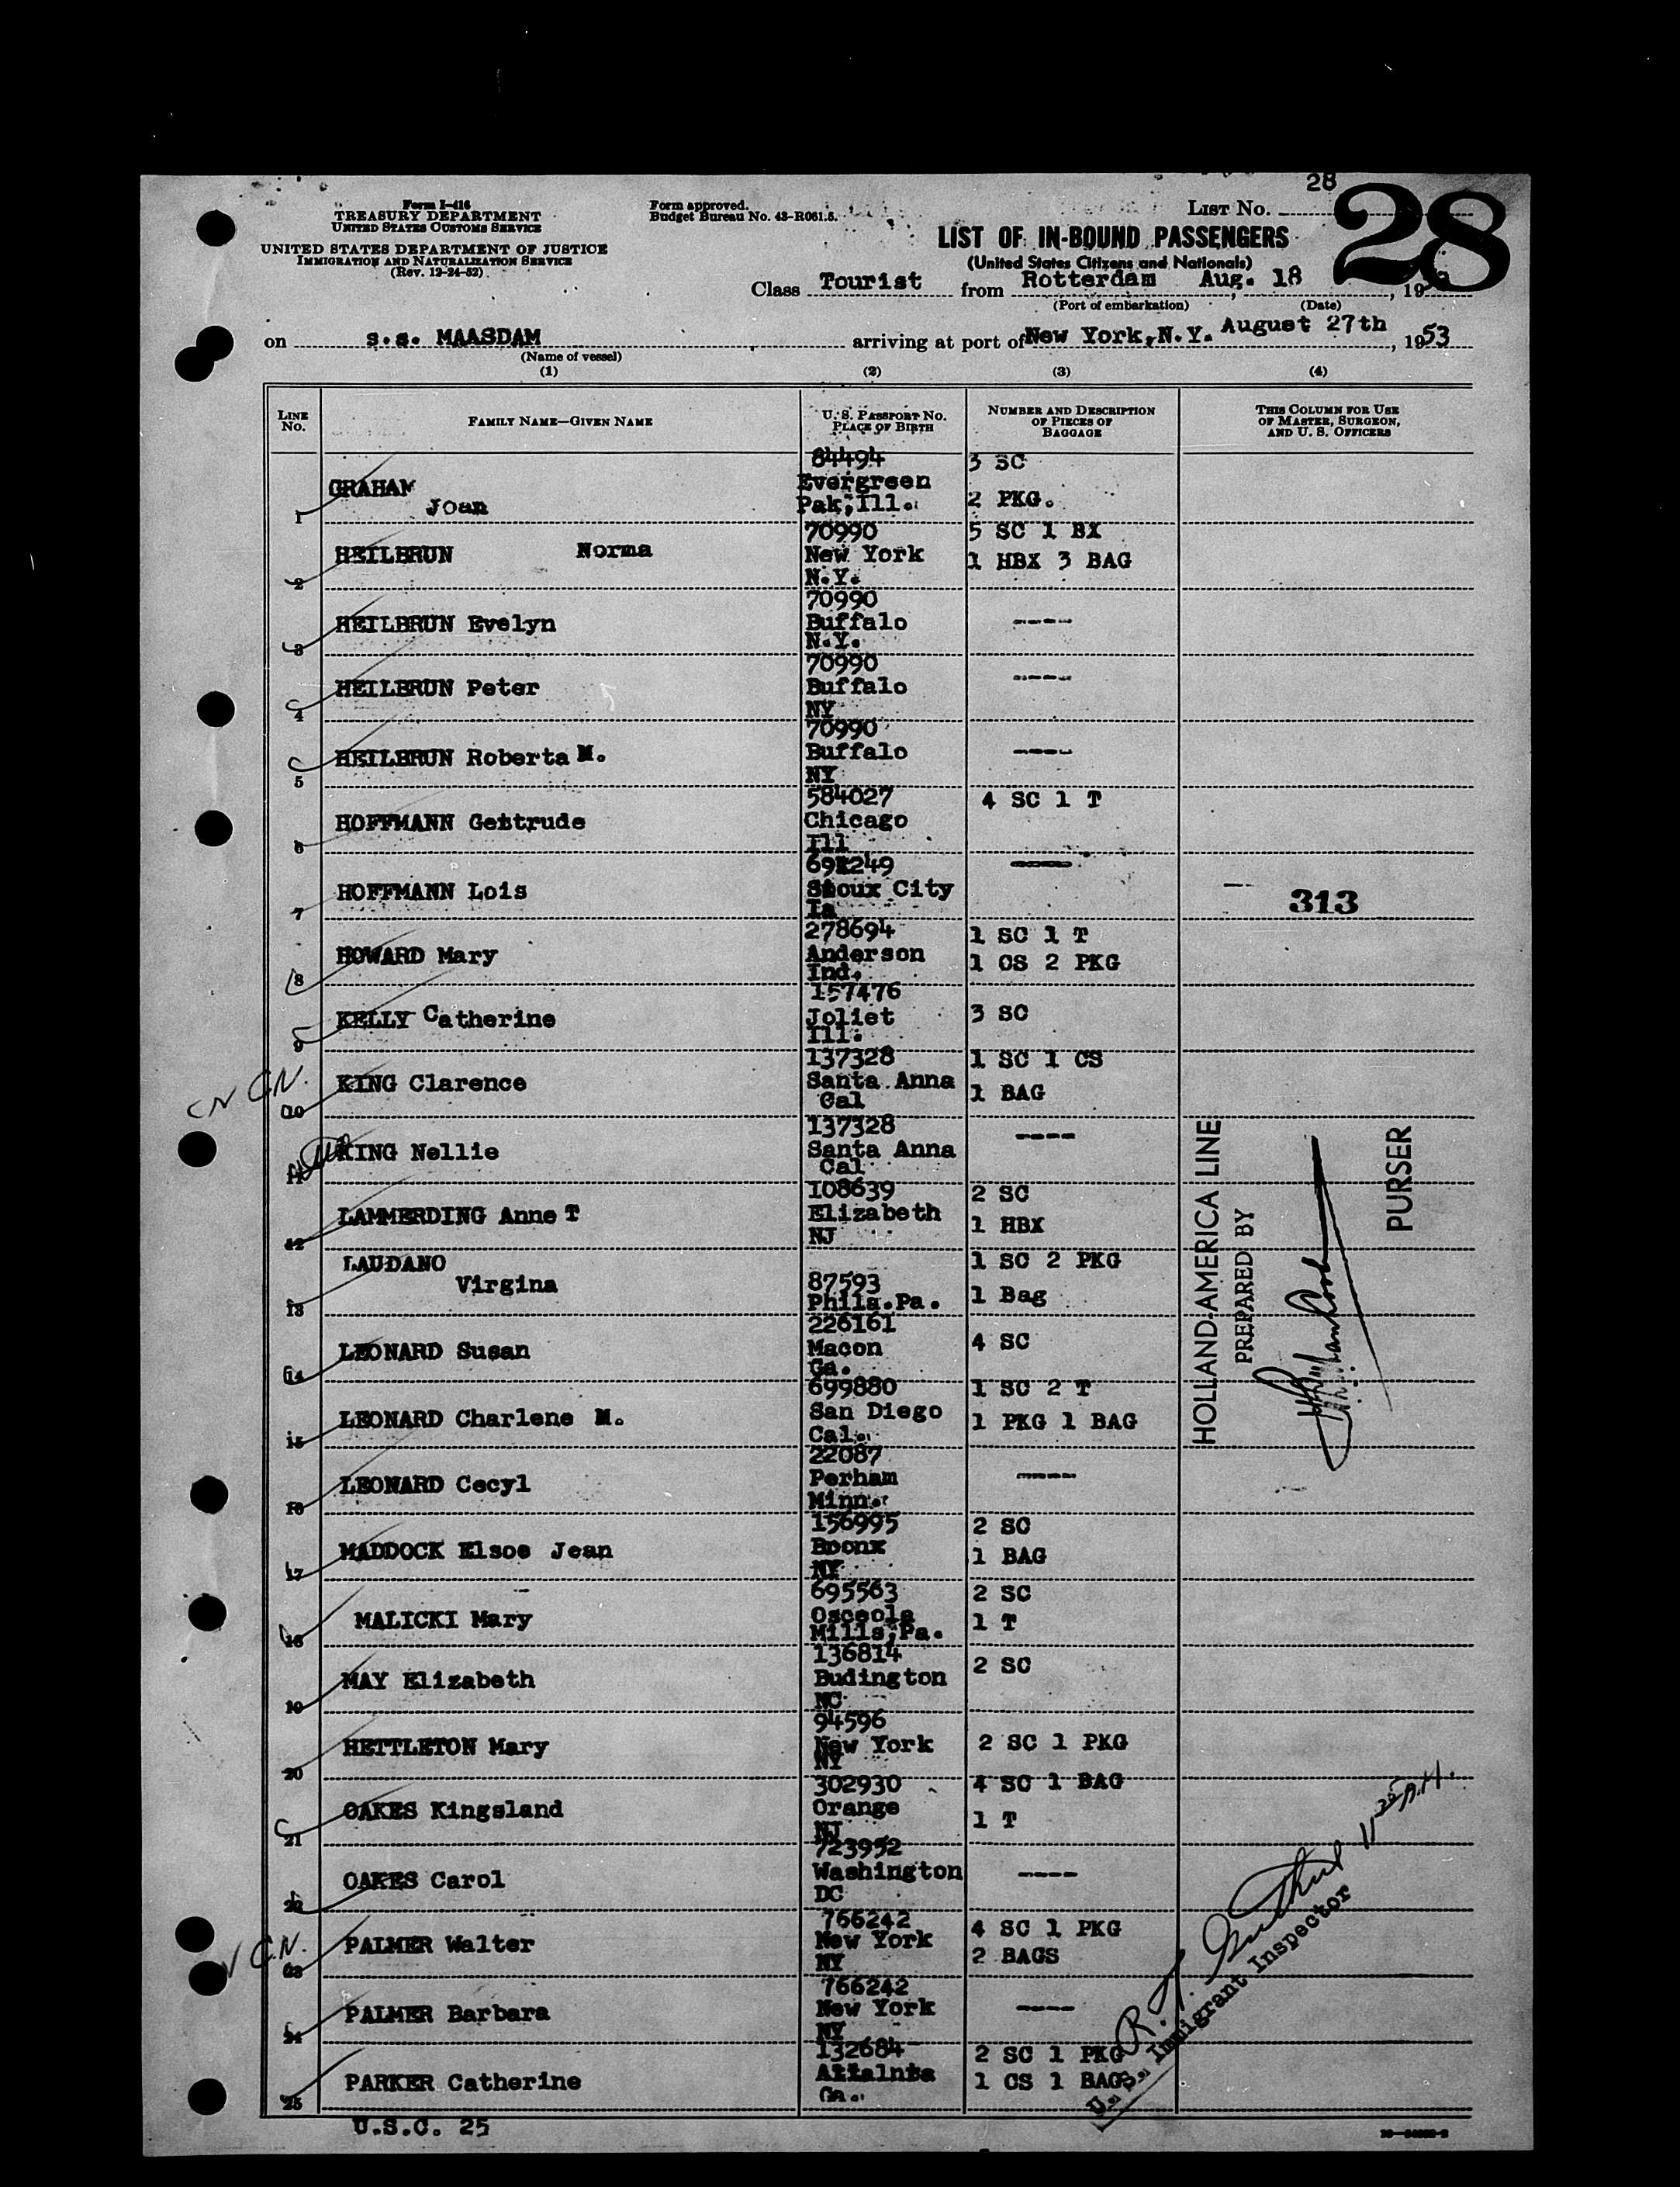 28
28
Form I-416
TREASURY DEPARTMENT
UNITED STATES CUSTOMS SERVICE
UNITED STATES DEPARTMENT OF JUSTICE
IMMIGRATION AND NATURALIZATION SERVICE
(Rev. 12-24-52)
Form approved.
Budget Bureau No. 43-R061.5.
LIST NO.
LIST OF IN-BOUND PASSENGERS
(United States Citizens and Nationals)
Class Tourist from Rotterdam Aug. 18, 19
(Port of embarkation) (Date)
on s.s. MAASDAM arriving at port of New York, N.Y. August 27th, 1953
(Name of vessel)
(1) (2) (3) (4)
LINE No. FAMILY NAME—GIVEN NAME U. S. PASSPORT NO. PLACE OF BIRTH NUMBER AND DESCRIPTION OF PIECES OF BAGGAGE THIS COLUMN FOR USE OF MASTER, SURGEON, AND U. S. OFFICERS
84494 3 SC
GRAHAM Evergreen
1 Joan Pak, Ill. 2 PKG.
70990 5 SC 1 BX
HEILBRUN Norma New York 1 HBX 3 BAG
2 N.Y.
70990
HEILBRUN Evelyn Buffalo ----
3 N.Y.
70990
HEILBRUN Peter Buffalo ----
4 NY
70990
HEILBRUN Roberta M. Buffalo ----
5 NY
584027 4 SC 1 T
HOFFMANN Gettrude Chicago
6 Ill
691249 ----
HOFFMANN Lois Sioux City 313
7 Ia
278694 1 SC 1 T
HOWARD Mary Anderson 1 CS 2 PKG
8 Ind.
157476
KELLY Catherine Joliet 3 SC
9 Ill.
137328 1 SC 1 CS
C.N. KING Clarence Santa Anna 1 BAG
10 Cal
137328 ----
KING Nellie Santa Anna
11 Cal
108639 2 SC
LAMMERDING Anne T Elizabeth 1 HBX
12 NJ
LAUDANO 1 SC 2 PKG
Virgina 87593 1 Bag
13 Phila.Pa.
226161
LEONARD Susan Macon 4 SC
14 Ga.
699880 1 SC 2 T
LEONARD Charlene M. San Diego 1 PKG 1 BAG
15 Cal.
22087
LEONARD Cecyl Perham ----
16 Minn.
156995 2 SC
MADDOCK Elsoe Jean Boonx 1 BAG
17 NY
695563 2 SC
MALICKI Mary Osceola 1 T
18 Mills, Pa.
136814 2 SC
MAY Elizabeth Budington
19 NC
94596
HETTLETON Mary New York 2 SC 1 PKG
20 NY
302930 4 SC 1 BAG
OAKES Kingsland Orange 1 T
21 NJ
723952
OAKES Carol Washington ----
22 DC
766242 4 SC 1 PKG
C.N. PALMER Walter New York 2 BAGS
23 NY
766242
PALMER Barbara New York ----
24 NY
132684 2 SC 1 PKG
PARKER Catherine 1 CS 1 BAGS
25 Ga.
U.S.C. 25
HOLLAND-AMERICA LINE
PREPARED BY
PURSER
R. J.
U. S. Immigrant Inspector